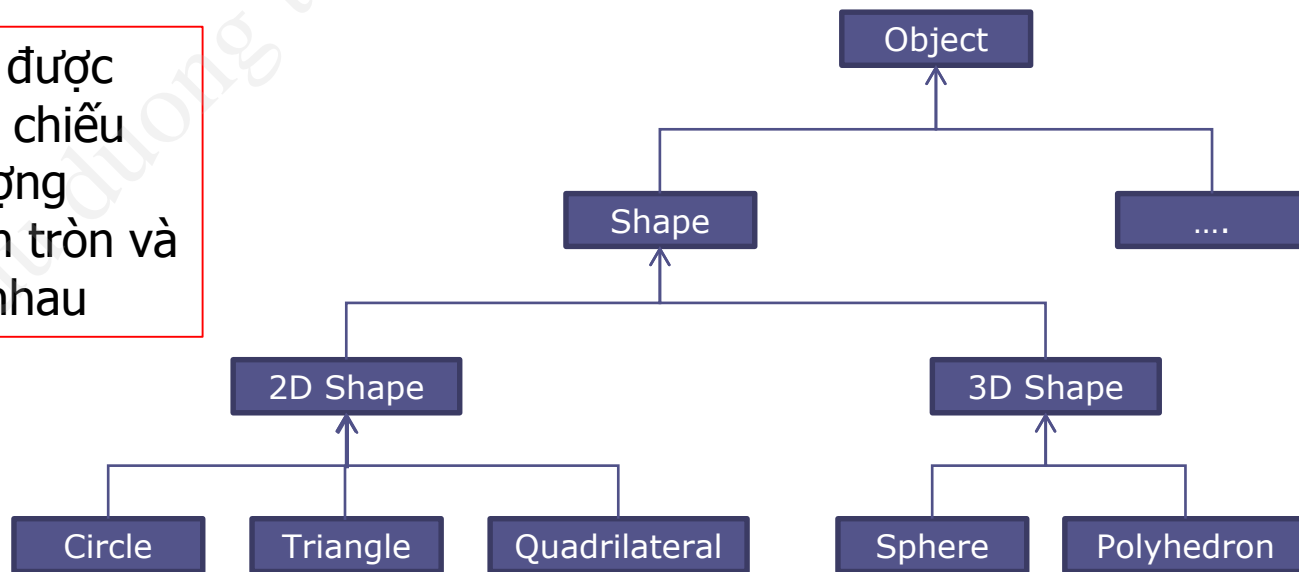 được
chiếu
ợng
tròn và
nhau
Object
Shape
....
2D Shape
3D Shape
Circle
Triangle
Quadrilateral
Sphere
Polyhedron